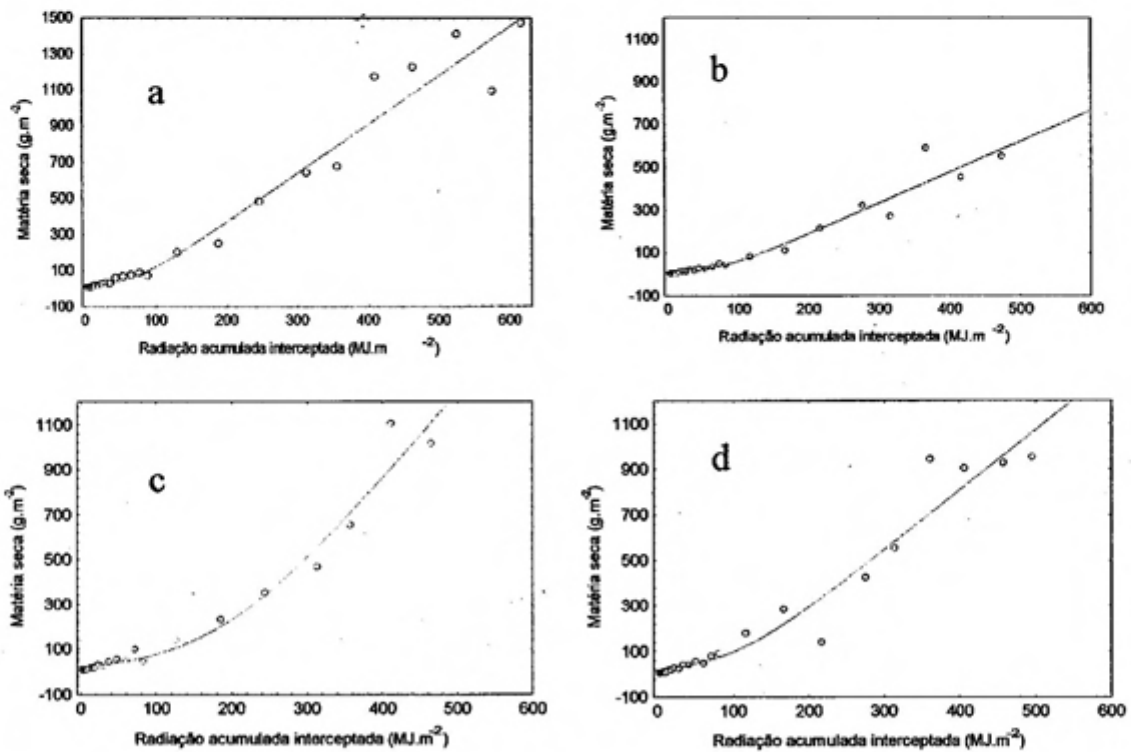 1500
1300
1100
900
700
500
300
100
-100
Matéria seca (g.m⁻²)
a
0 100 200 300 400 500 600
Radiação acumulada interceptada (MJ.m ⁻²)
1100
900
700
500
300
100
-100
Matéria seca (g.m⁻²)
b
0 100 200 300 400 500 600
Radiação acumulada interceptada (MJ.m⁻²)
1100
900
700
500
300
100
-100
Matéria seca (g.m⁻²)
c
0 100 200 300 400 500 600
Radiação acumulada interceptada (MJ.m⁻²)
1100
900
700
500
300
100
-100
Matéria seca (g.m⁻²)
d
0 100 200 300 400 500 600
Radiação acumulada interceptada (MJ.m⁻²)